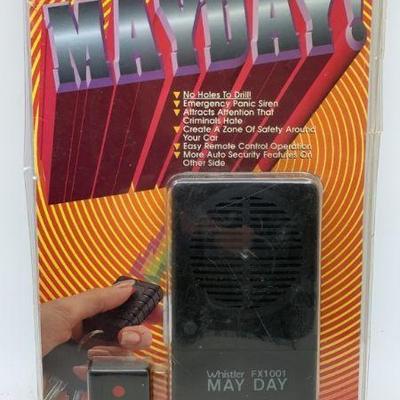 MAYDAY!
No Holes To Drill!
Emergency Panic Siren
Attracts Attention That
Criminals Hate
Create A Zone Of Safety Around
Your Car
Easy Remote Control Operation
More Auto Security Features On
Other Side
Whistler FX1001
MAY DAY